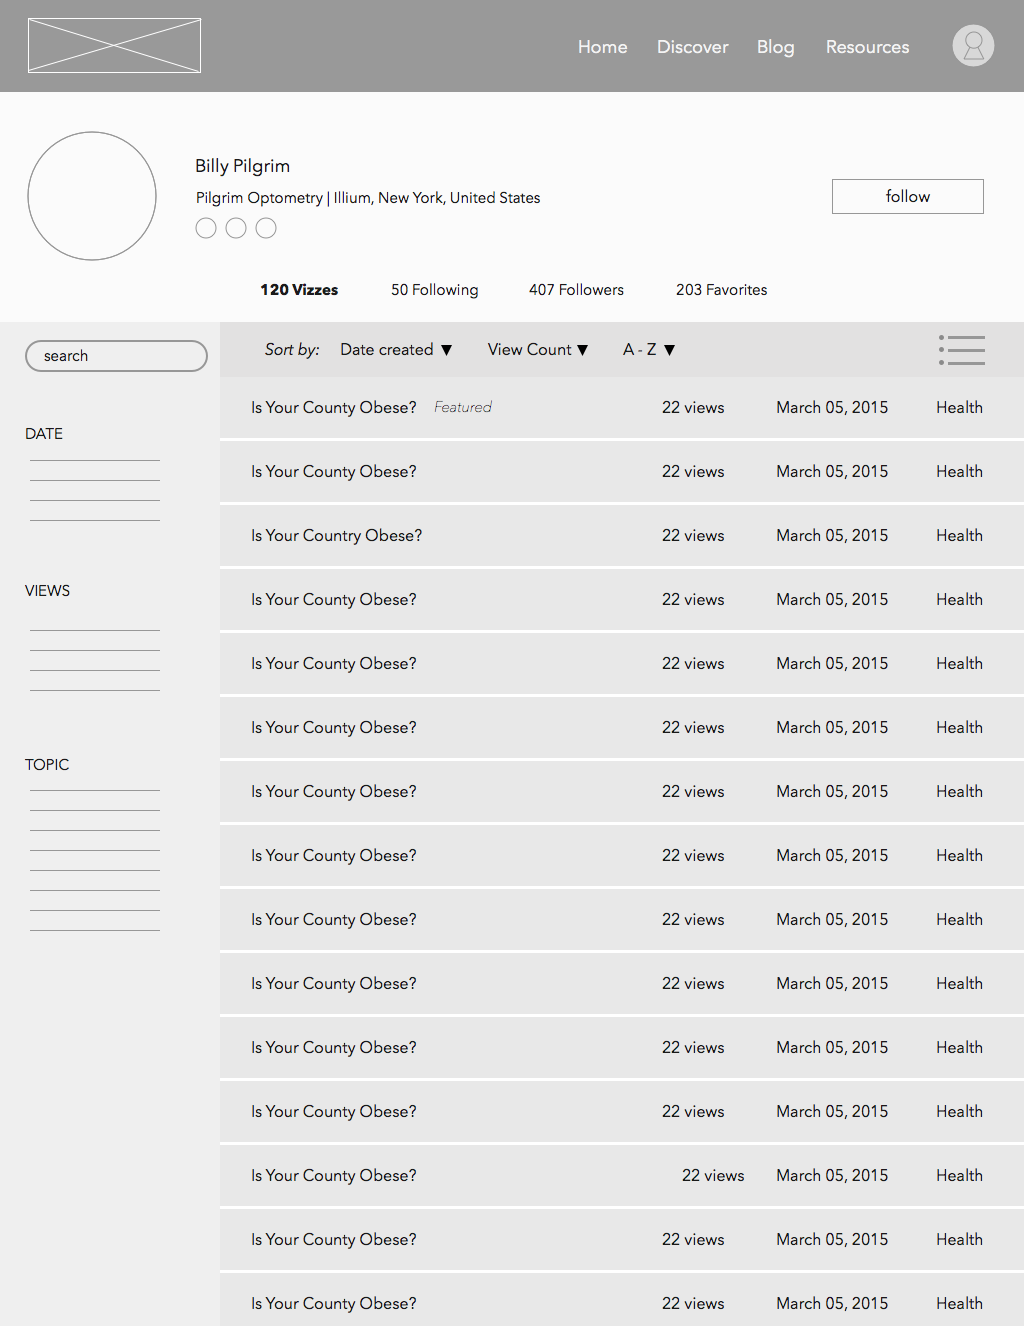 Home Discover Blog Resources
Billy Pilgrim
Pilgrim Optometry | Illium, New York, United States
follow
120 Vizzes 50 Following 407 Followers 203 Favorites
search
DATE
VIEWS
TOPIC
Sort by: Date created ▼ View Count ▼ A - Z ▼
Is Your County Obese? Featured 22 views March 05, 2015 Health
Is Your County Obese? 22 views March 05, 2015 Health
Is Your Country Obese? 22 views March 05, 2015 Health
Is Your County Obese? 22 views March 05, 2015 Health
Is Your County Obese? 22 views March 05, 2015 Health
Is Your County Obese? 22 views March 05, 2015 Health
Is Your County Obese? 22 views March 05, 2015 Health
Is Your County Obese? 22 views March 05, 2015 Health
Is Your County Obese? 22 views March 05, 2015 Health
Is Your County Obese? 22 views March 05, 2015 Health
Is Your County Obese? 22 views March 05, 2015 Health
Is Your County Obese? 22 views March 05, 2015 Health
Is Your County Obese? 22 views March 05, 2015 Health
Is Your County Obese? 22 views March 05, 2015 Health
Is Your County Obese? 22 views March 05, 2015 Health